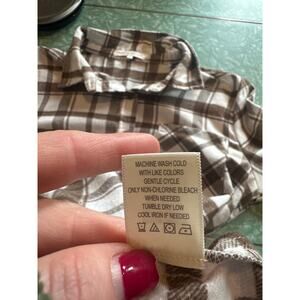 MACHINE WASH COLD
WITH LIKE COLORS
GENTLE CYCLE
ONLY NON-CHLORINE BLEACH
WHEN NEEDED
TUMBLE DRY LOW
COOL IRON IF NEEDED